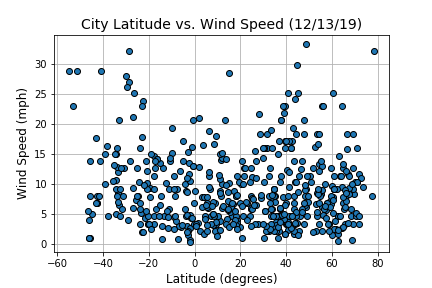 City Latitude vs. Wind Speed (12/13/19)
30
25
20
15
10
5
0
Wind Speed (mph)
−60 −40 −20 0 20 40 60 80
Latitude (degrees)